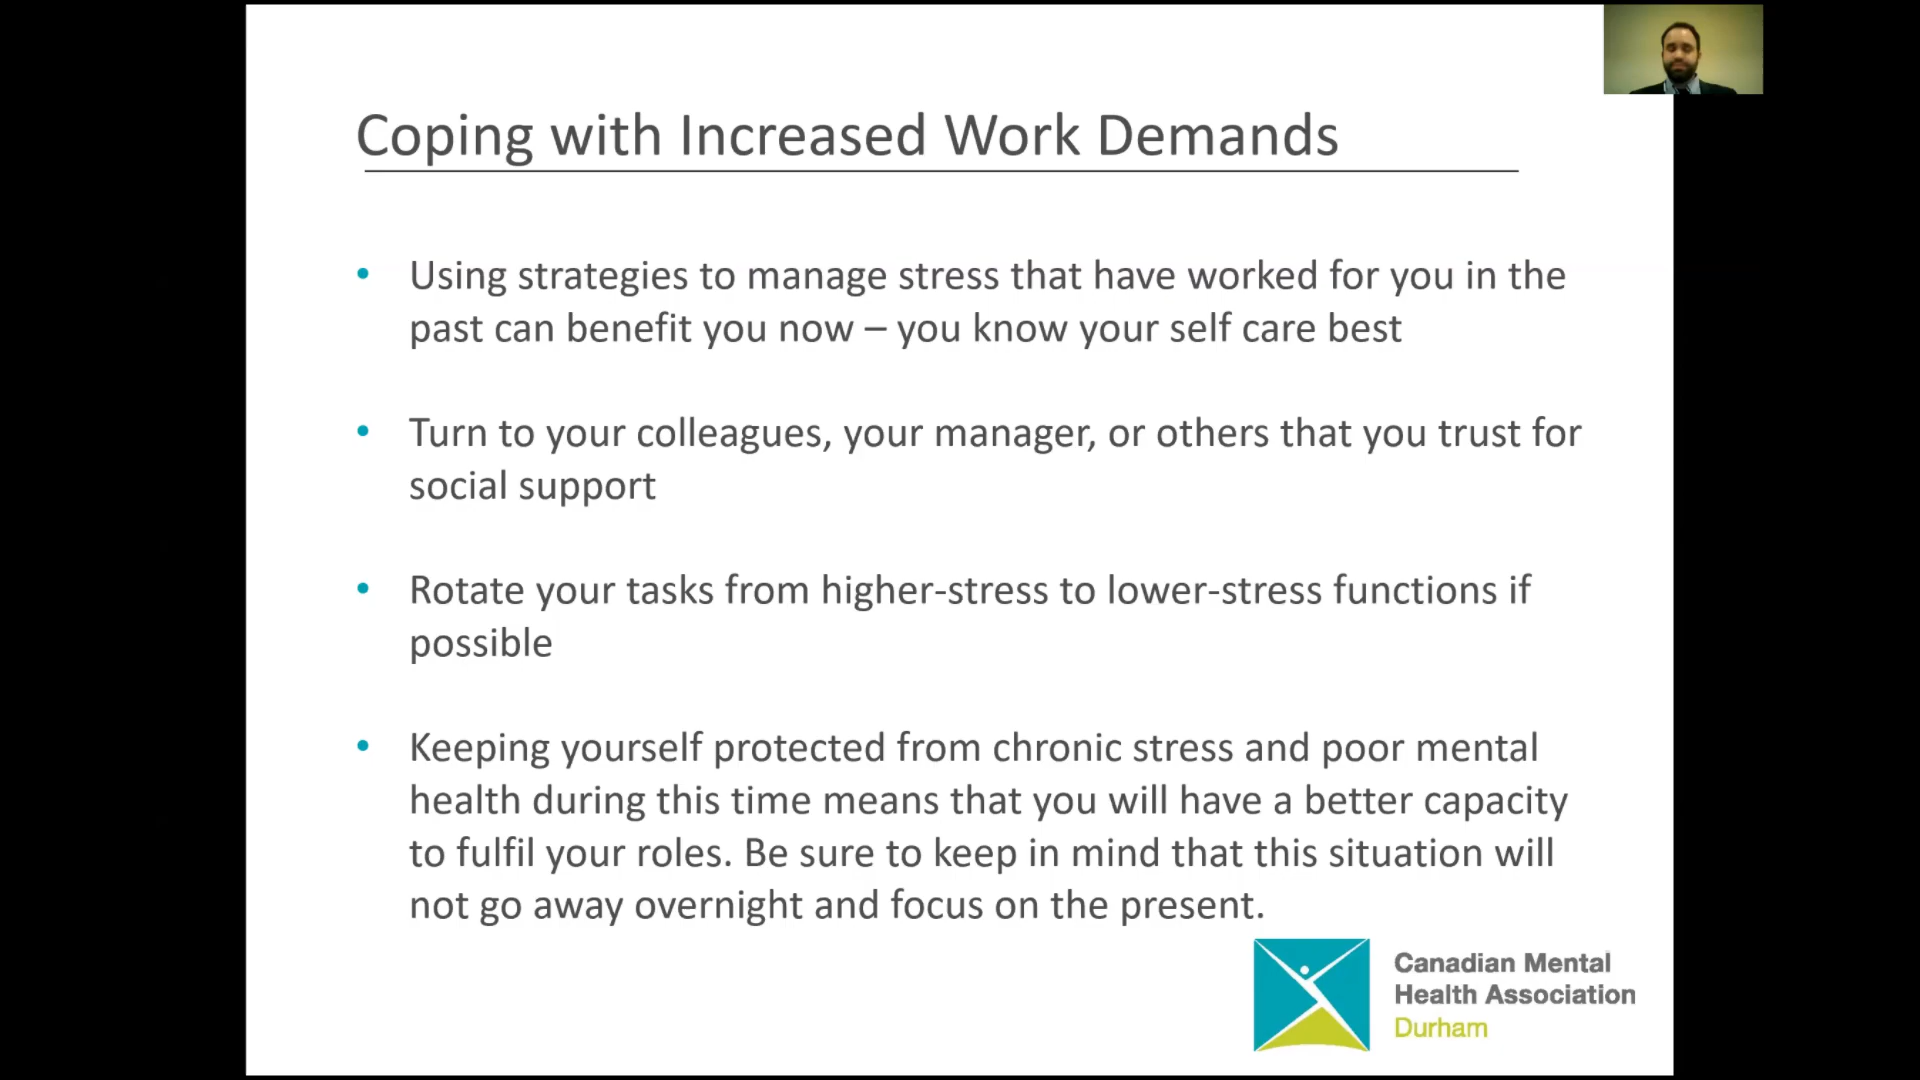 Coping with Increased Work Demands
• Using strategies to manage stress that have worked for you in the
past can benefit you now – you know your self care best
• Turn to your colleagues, your manager, or others that you trust for
social support
• Rotate your tasks from higher-stress to lower-stress functions if
possible
• Keeping yourself protected from chronic stress and poor mental
health during this time means that you will have a better capacity
to fulfil your roles. Be sure to keep in mind that this situation will
not go away overnight and focus on the present.
Canadian Mental
Health Association
Durham